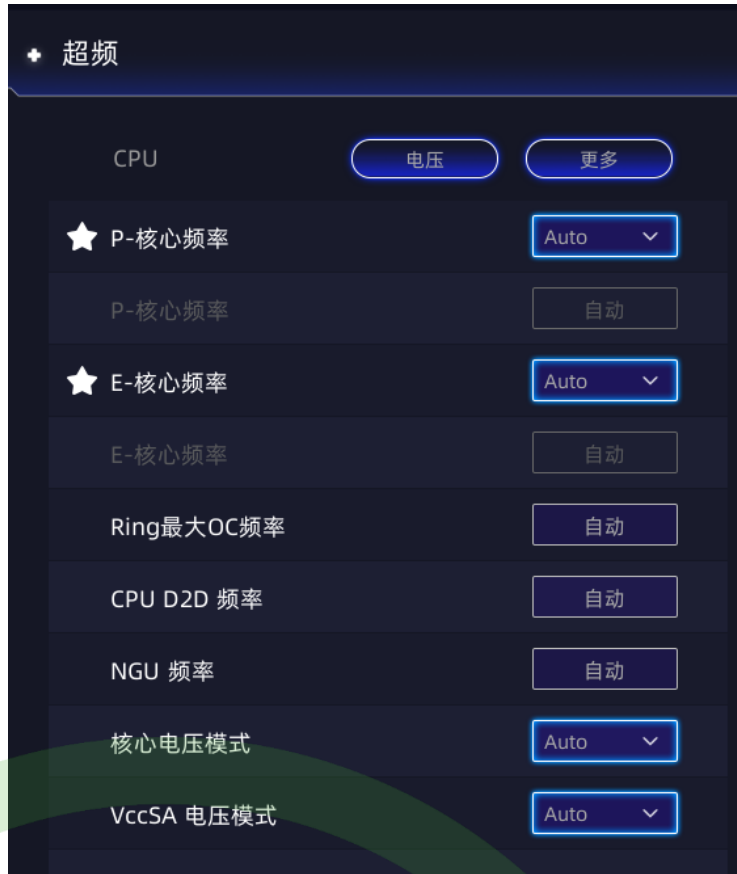 超频
CPU 电压 更多
P-核心频率 Auto
P-核心频率 自动
E-核心频率 Auto
E-核心频率 自动
Ring最大OC频率 自动
CPU D2D 频率 自动
NGU 频率 自动
核心电压模式 Auto
VccSA 电压模式 Auto